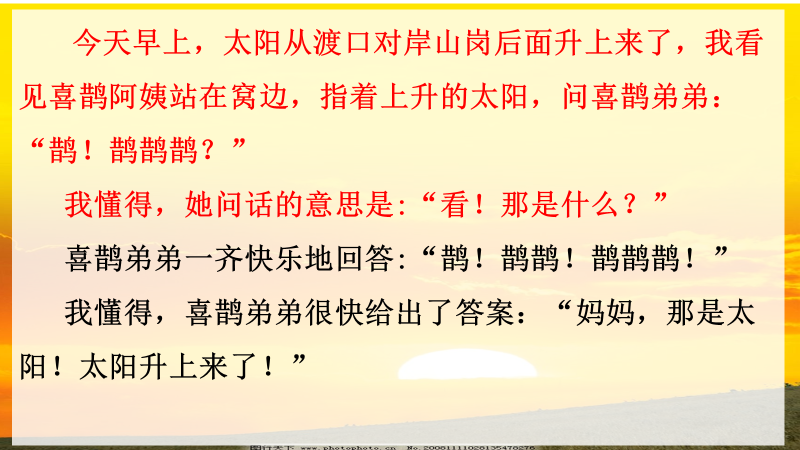 今天早上，太阳从渡口对岸山岗后面升上来了，我看
见喜鹊阿姨站在窝边，指着上升的太阳，问喜鹊弟弟：
“鹊！鹊鹊鹊？”
我懂得，她问话的意思是：“看！那是什么？”
喜鹊弟弟一齐快乐地回答：“鹊！鹊鹊！鹊鹊鹊！”
我懂得，喜鹊弟弟很快给出了答案：“妈妈，那是太
阳！太阳升上来了！”